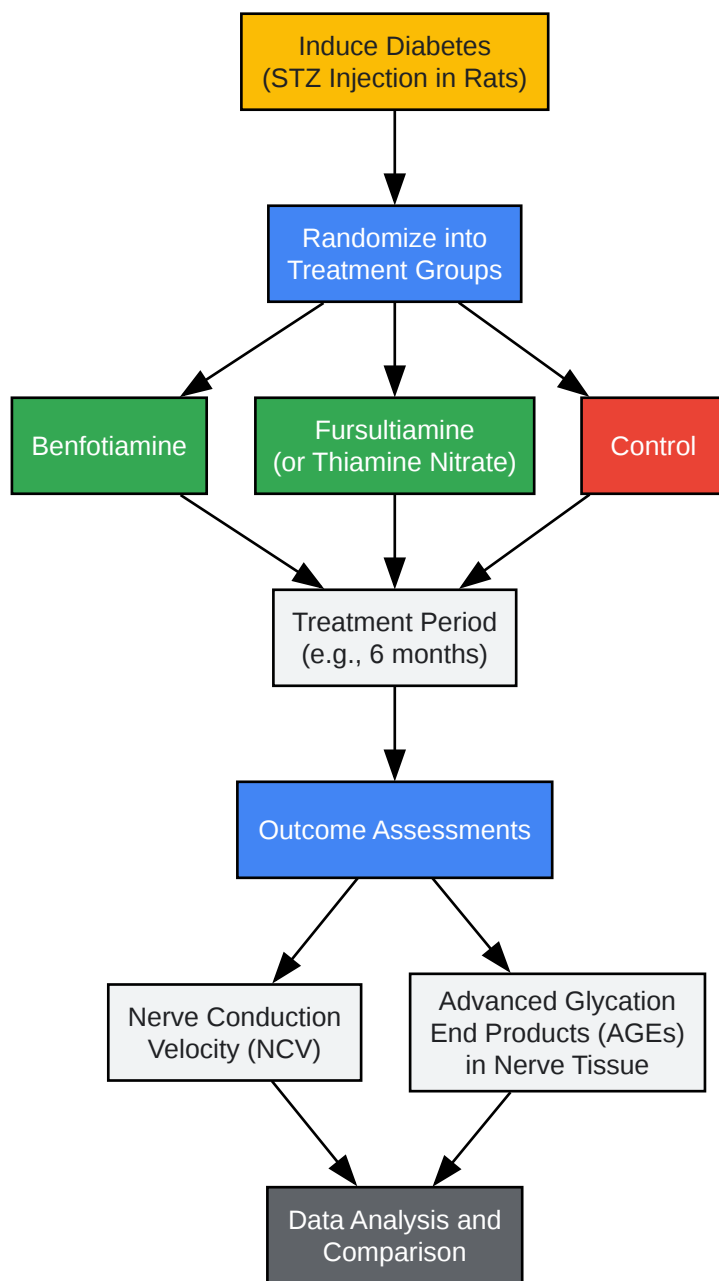 Induce Diabetes
(STZ Injection in Rats)
Randomize into
Treatment Groups
Benfotiamine
Fursultiamine
(or Thiamine Nitrate)
Control
Treatment Period
(e.g., 6 months)
Outcome Assessments
Nerve Conduction
Velocity (NCV)
Advanced Glycation
End Products (AGEs)
in Nerve Tissue
Data Analysis and
Comparison